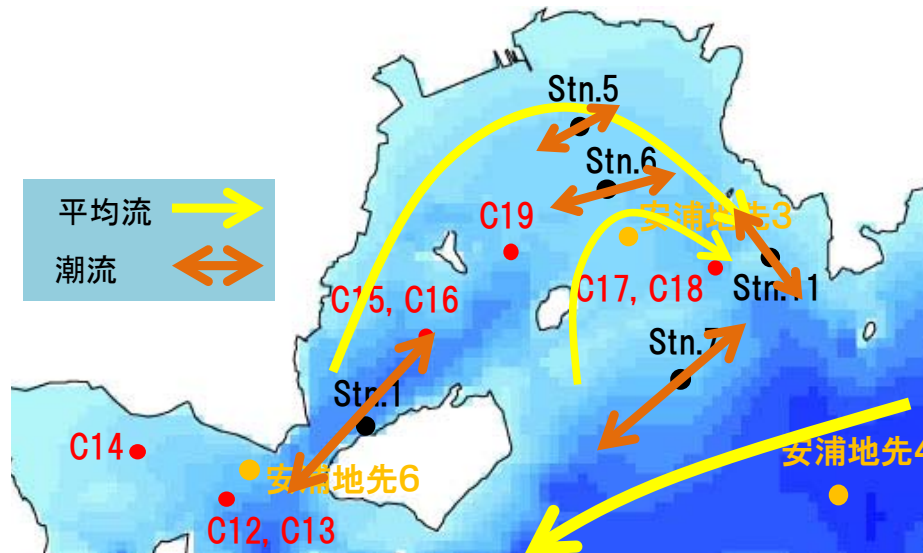 Stn.5
Stn.6
平均流
潮流
C19
安浦地先3
C17, C18
Stn.11
C15, C16
Stn.7
Stn.1
C14
安浦地先6
安浦地先4
C12, C13